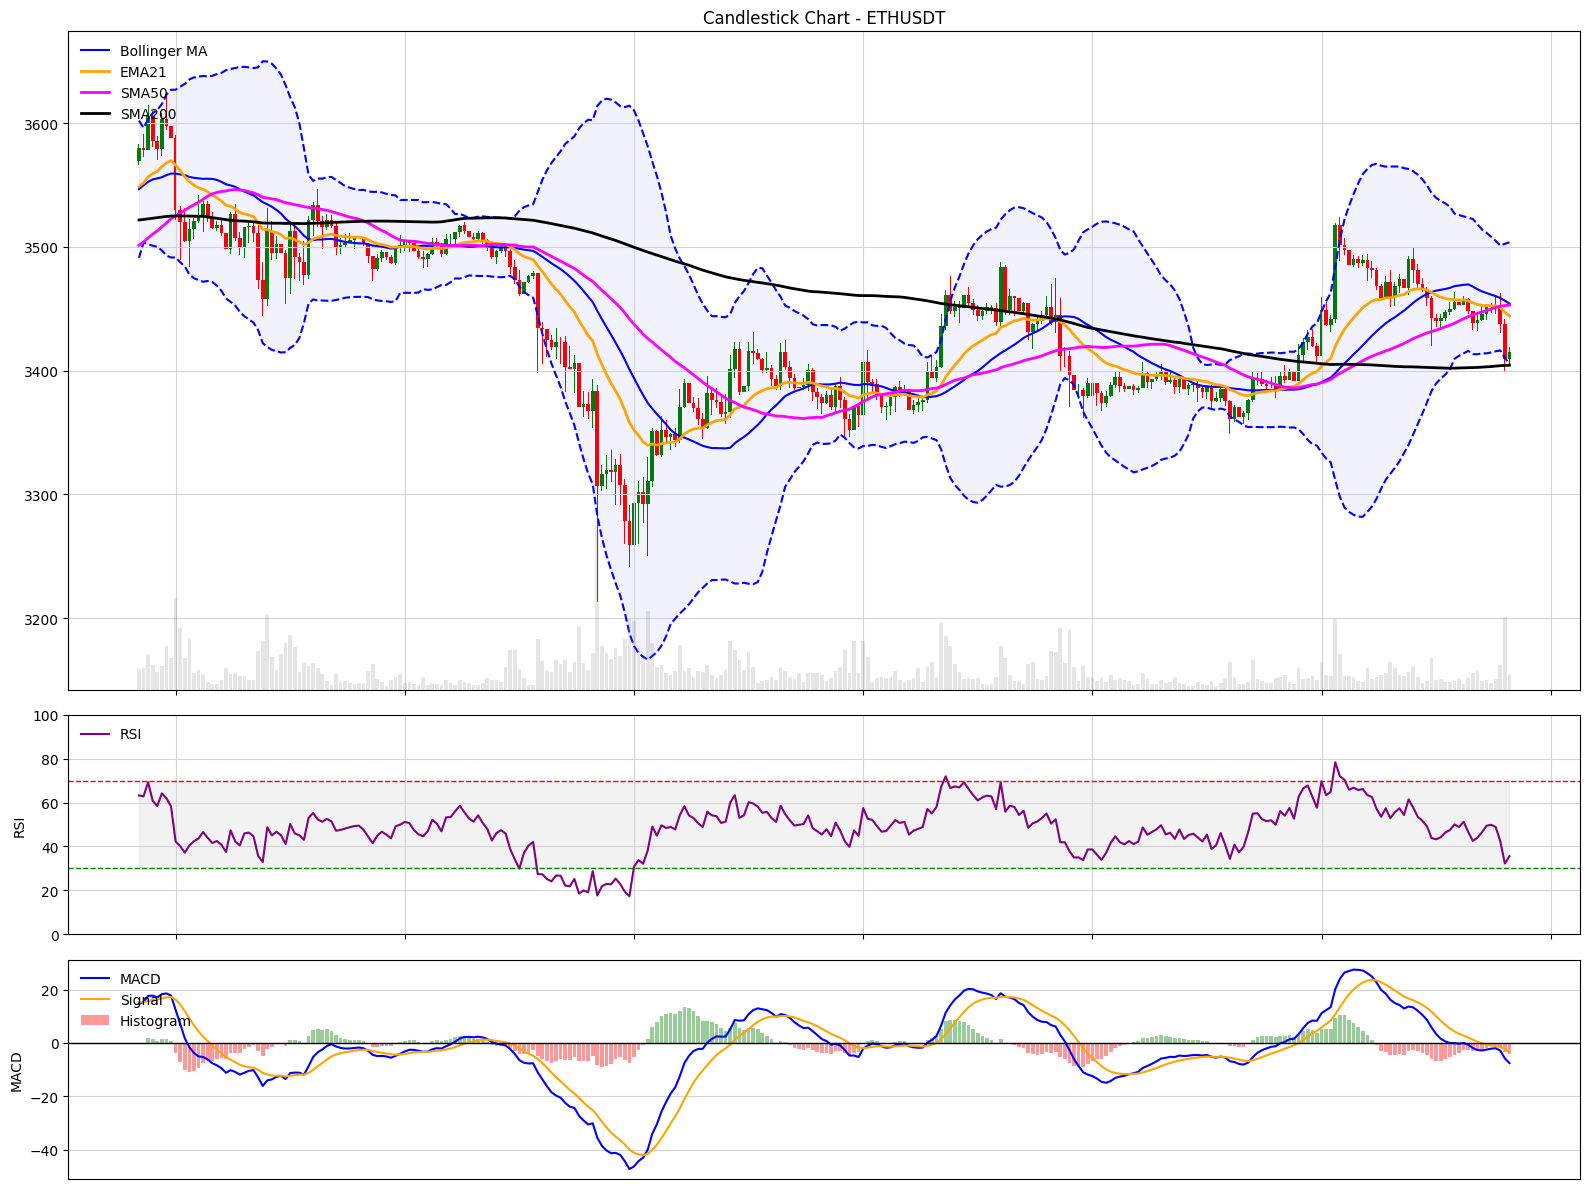 Candlestick Chart - ETHUSDT
Bollinger MA
EMA21
SMA50
SMA200
3600
3500
3400
3300
3200
RSI
100
80
60
40
20
0
RSI
MACD
Signal
Histogram
20
0
−20
−40
MACD